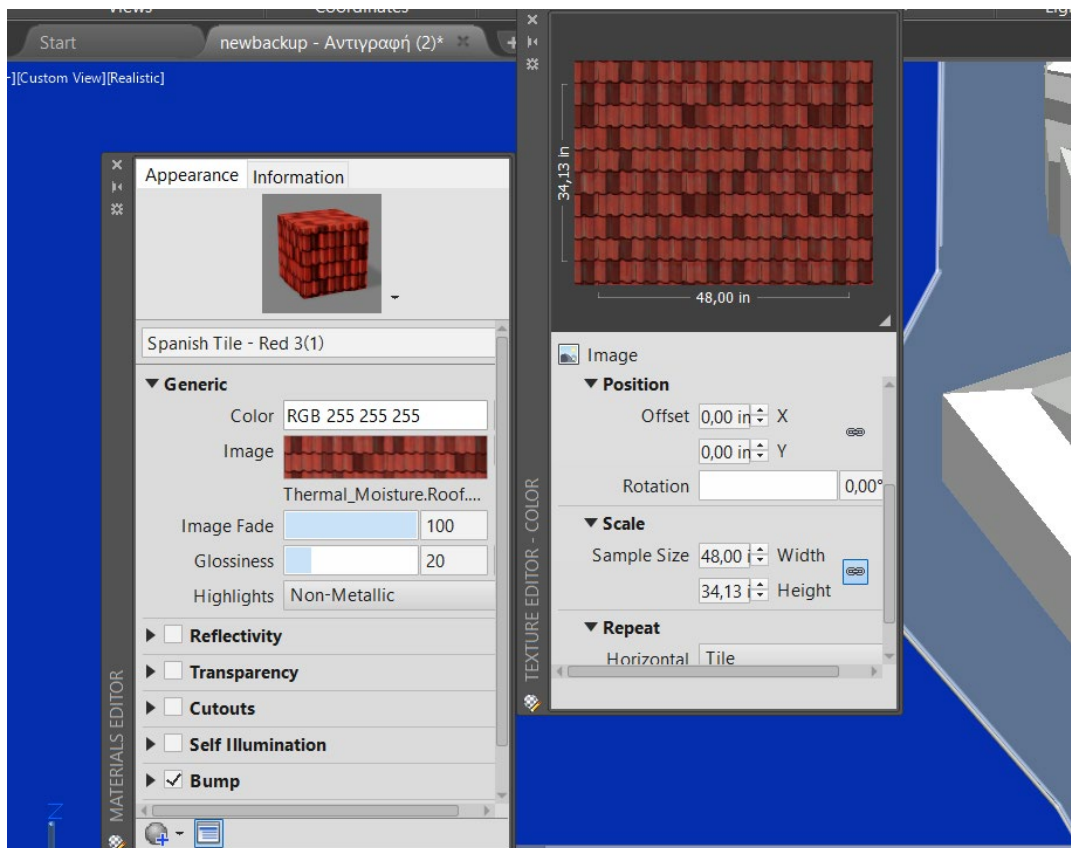 Views
Coordinates
Start
newbackup - Αντιγραφή (2)*
][Custom View][Realistic]
Appearance
Information
Spanish Tile - Red 3(1)
Generic
Color RGB 255 255 255
Image
Thermal_Moisture.Roof....
Image Fade 100
Glossiness 20
Highlights Non-Metallic
Reflectivity
Transparency
Cutouts
Self Illumination
Bump
MATERIALS EDITOR
34,13 in
48,00 in
Image
Position
Offset 0,00 in X
0,00 in Y
Rotation 0,00°
Scale
Sample Size 48,00 i Width
34,13 i Height
Repeat
Horizontal Tile
TEXTURE EDITOR - COLOR
Z